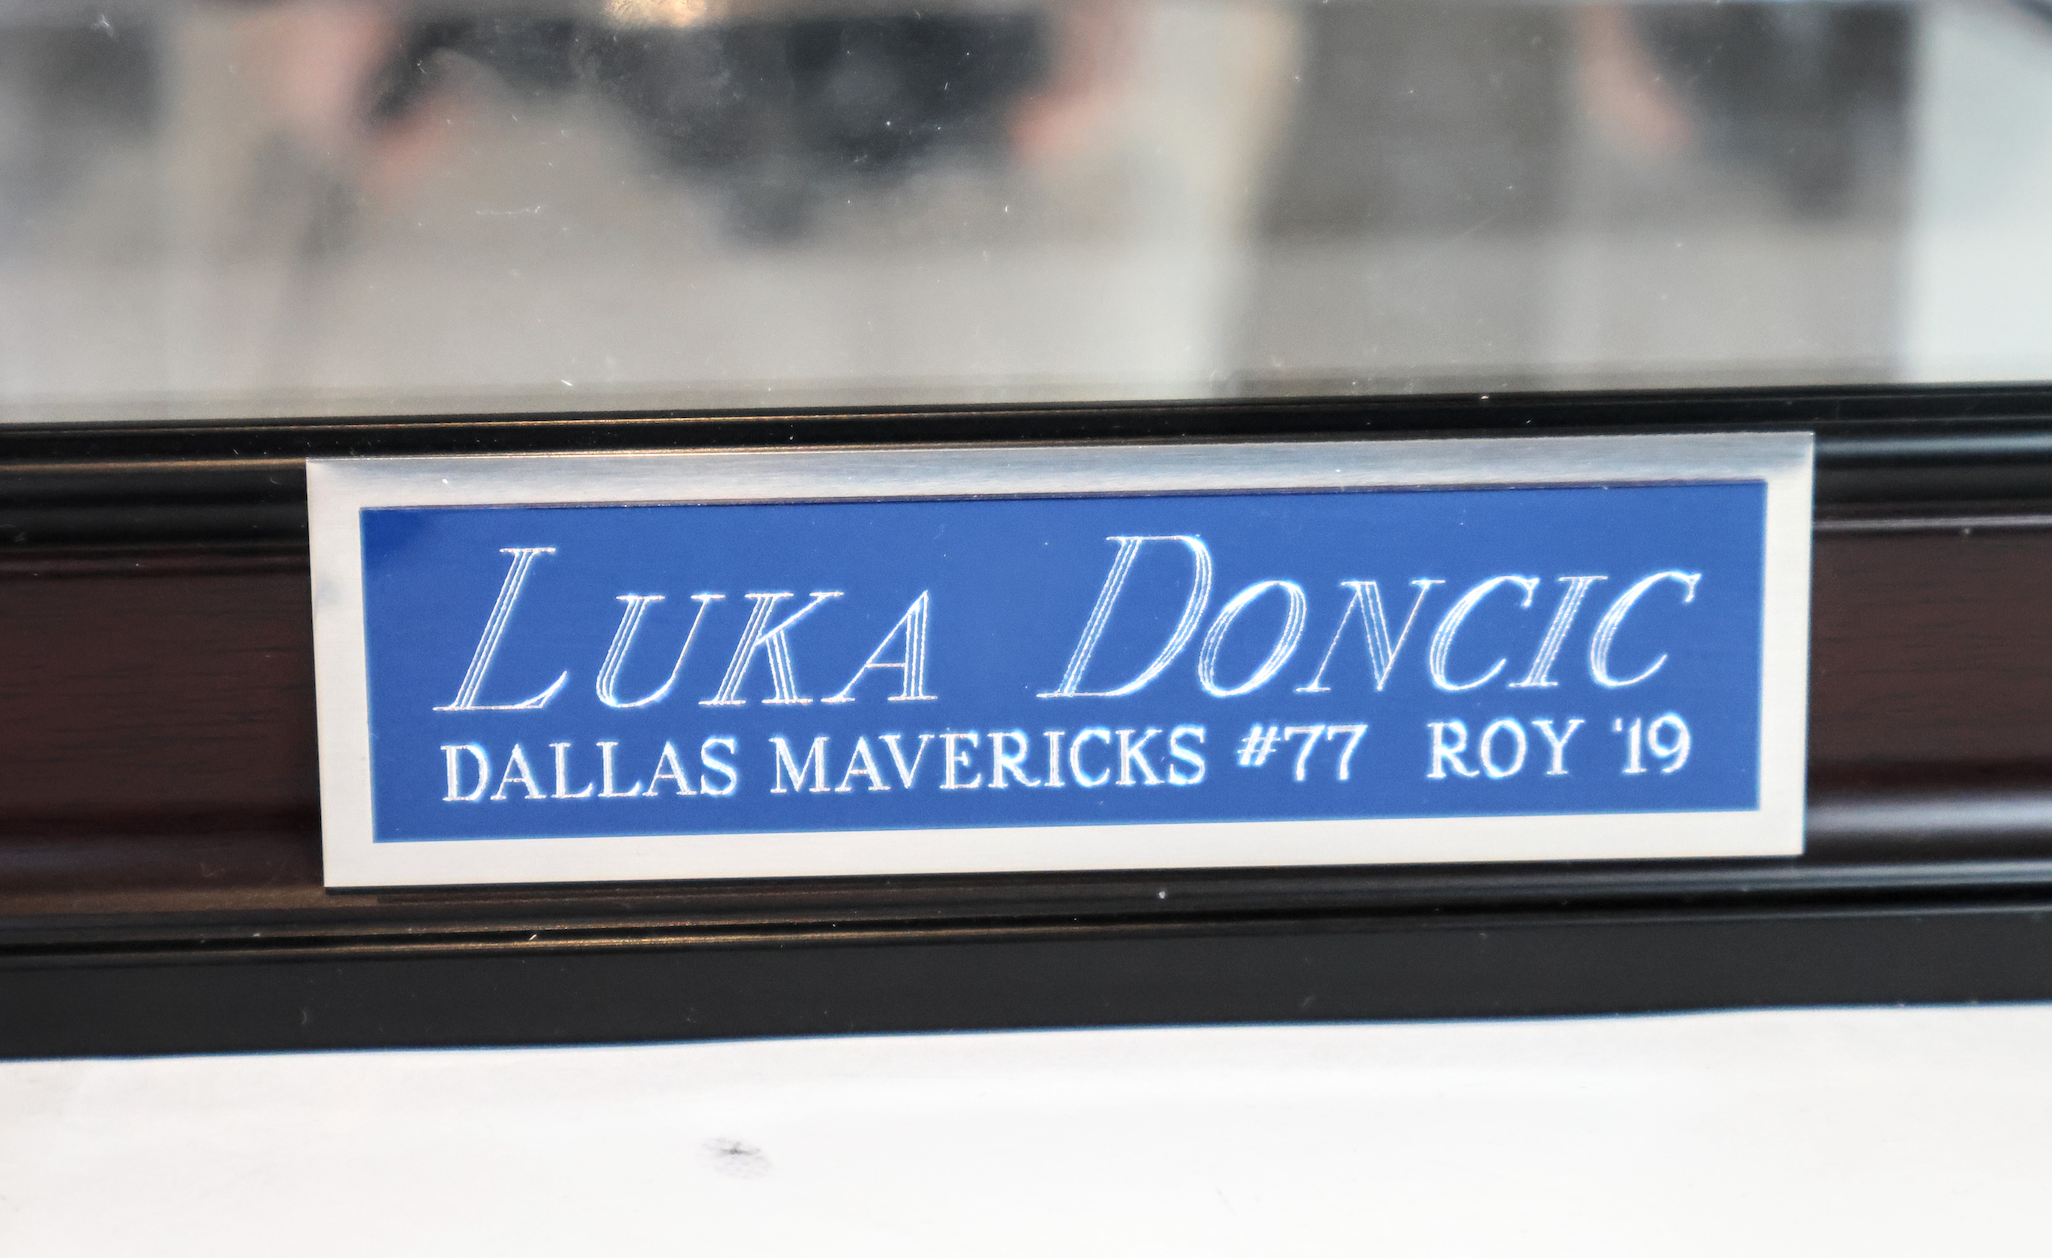 LUKA DONCIC
DALLAS MAVERICKS #77 ROY '19